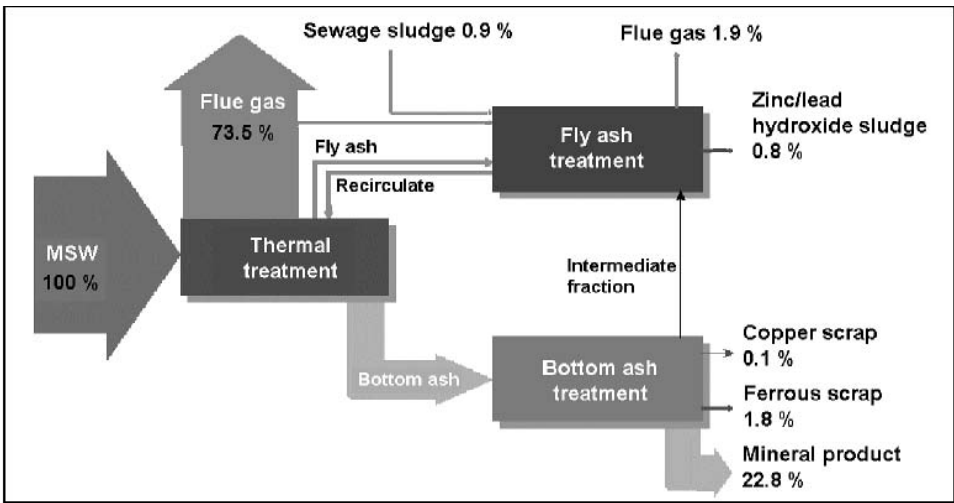 Sewage sludge 0.9 %
Flue gas 1.9 %
Flue gas
73.5 %
Zinc/lead
hydroxide sludge
0.8 %
Fly ash
treatment
Fly ash
Recirculate
MSW
100 %
Thermal
treatment
Intermediate
fraction
Bottom ash
Bottom ash
treatment
Copper scrap
0.1 %
Ferrous scrap
1.8 %
Mineral product
22.8 %